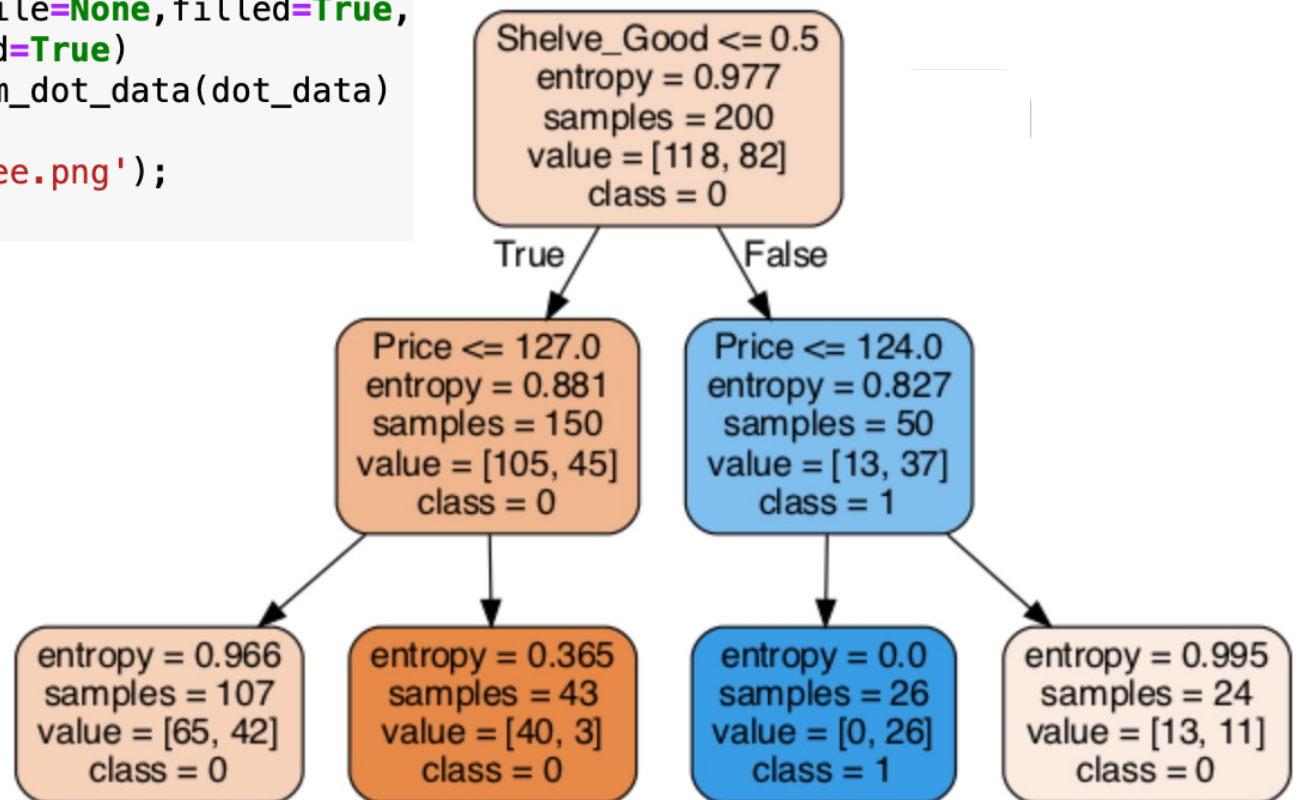 ile=None,filled=True,
d=True)
m_dot_data(dot_data)
ee.png');
Shelve_Good <= 0.5
entropy = 0.977
samples = 200
value = [118, 82]
class = 0
True
False
Price <= 127.0
entropy = 0.881
samples = 150
value = [105, 45]
class = 0
Price <= 124.0
entropy = 0.827
samples = 50
value = [13, 37]
class = 1
entropy = 0.966
samples = 107
value = [65, 42]
class = 0
entropy = 0.365
samples = 43
value = [40, 3]
class = 0
entropy = 0.0
samples = 26
value = [0, 26]
class = 1
entropy = 0.995
samples = 24
value = [13, 11]
class = 0